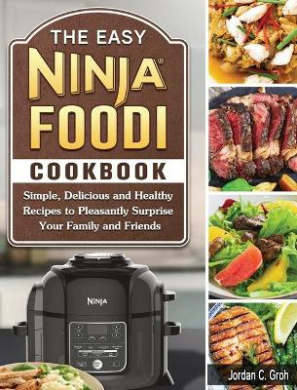 THE EASY
NINJA®
FOODI
COOKBOOK
Simple, Delicious and Healthy
Recipes to Pleasantly Surprise
Your Family and Friends
NINJA
Jordan C. Groh